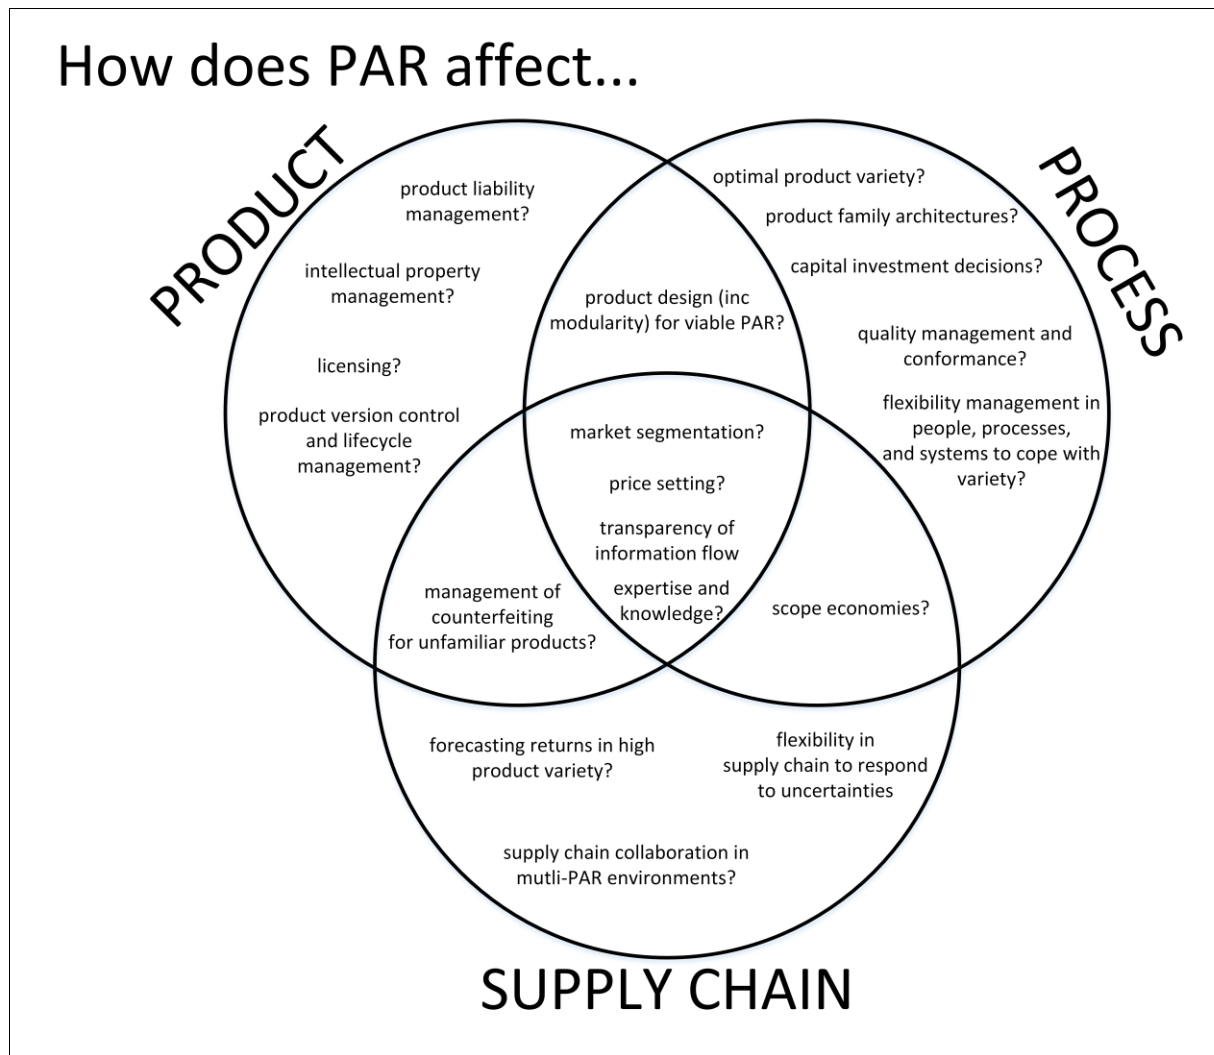 How does PAR affect...
PRODUCT
PROCESS
product liability
management?
intellectual property
management?
licensing?
product version control
and lifecycle
management?
product design (inc
modularity) for viable PAR?
optimal product variety?
product family architectures?
capital investment decisions?
quality management and
conformance?
flexibility management in
people, processes,
and systems to cope with
variety?
market segmentation?
price setting?
transparency of
information flow
expertise and
knowledge?
management of
counterfeiting
for unfamiliar products?
scope economies?
forecasting returns in high
product variety?
flexibility in
supply chain to respond
to uncertainties
supply chain collaboration in
mutli-PAR environments?
SUPPLY CHAIN